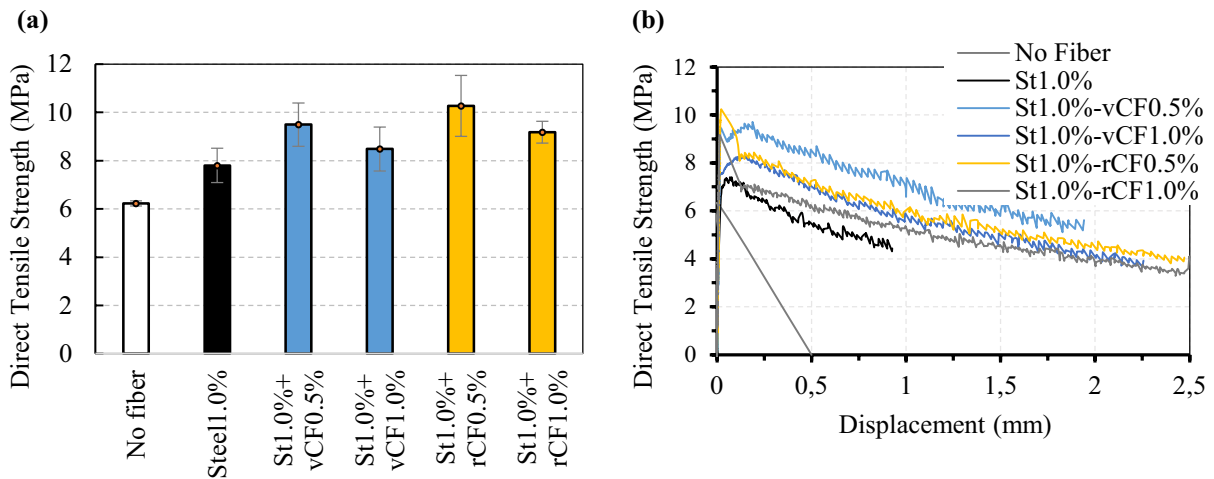 (a)
Direct Tensile Strength (MPa)
12
10
8
6
4
2
0
No fiber
Steel1.0%
St1.0%+
vCF0.5%
St1.0%+
vCF1.0%
St1.0%+
rCF0.5%
St1.0%+
rCF1.0%
(b)
Direct Tensile Strength (MPa)
12
10
8
6
4
2
0
0
0,5
1
1,5
2
2,5
Displacement (mm)
No Fiber
St1.0%
St1.0%-vCF0.5%
St1.0%-vCF1.0%
St1.0%-rCF0.5%
St1.0%-rCF1.0%